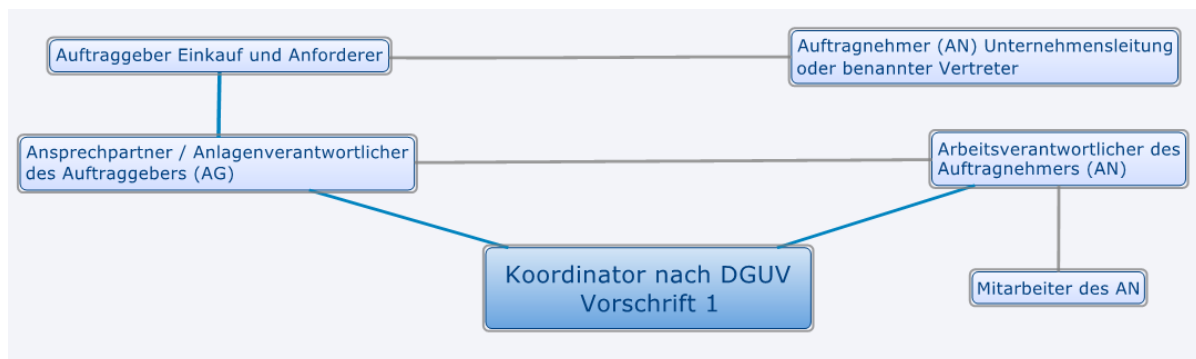 Auftraggeber Einkauf und Anforderer
Auftragnehmer (AN) Unternehmensleitung
oder benannter Vertreter
Ansprechpartner / Anlagenverantwortlicher
des Auftraggebers (AG)
Arbeitsverantwortlicher des
Auftragnehmers (AN)
Koordinator nach DGUV
Vorschrift 1
Mitarbeiter des AN